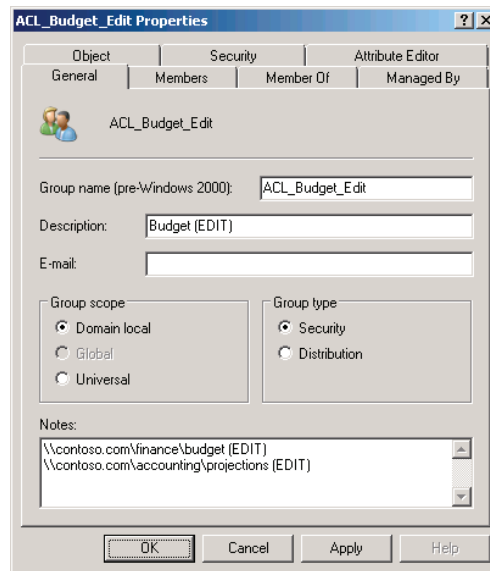 ACL_Budget_Edit Properties
Object Security Attribute Editor
General Members Member Of Managed By
ACL_Budget_Edit
Group name (pre-Windows 2000): ACL_Budget_Edit
Description: Budget (EDIT)
E-mail:
Group scope Group type
Domain local Security
Global Distribution
Universal
Notes:
\\contoso.com\finance\budget (EDIT)
\\contoso.com\accounting\projections (EDIT)
OK Cancel Apply Help